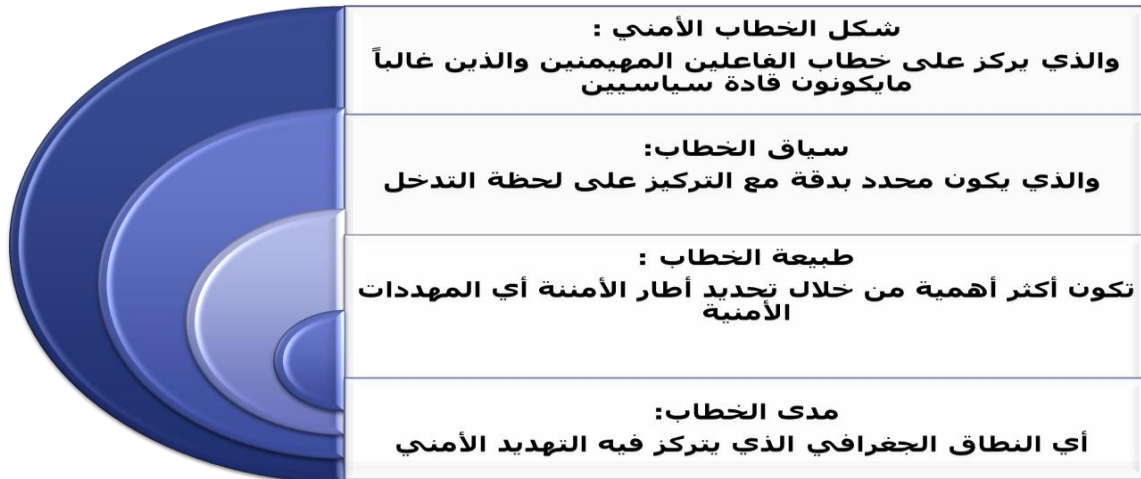 شكل الخطاب الأمني :
والذي يركز على خطاب الفاعلين المهيمنين والذين غالباً
مايكونون قادة سياسيين
سياق الخطاب:
والذي يكون محدد بدقة مع التركيز على لحظة التدخل
طبيعة الخطاب :
تكون أكثر أهمية من خلال تحديد أطار الأمننة أي المهددات
الأمنية
مدى الخطاب:
أي النطاق الجغرافي الذي يتركز فيه التهديد الأمني